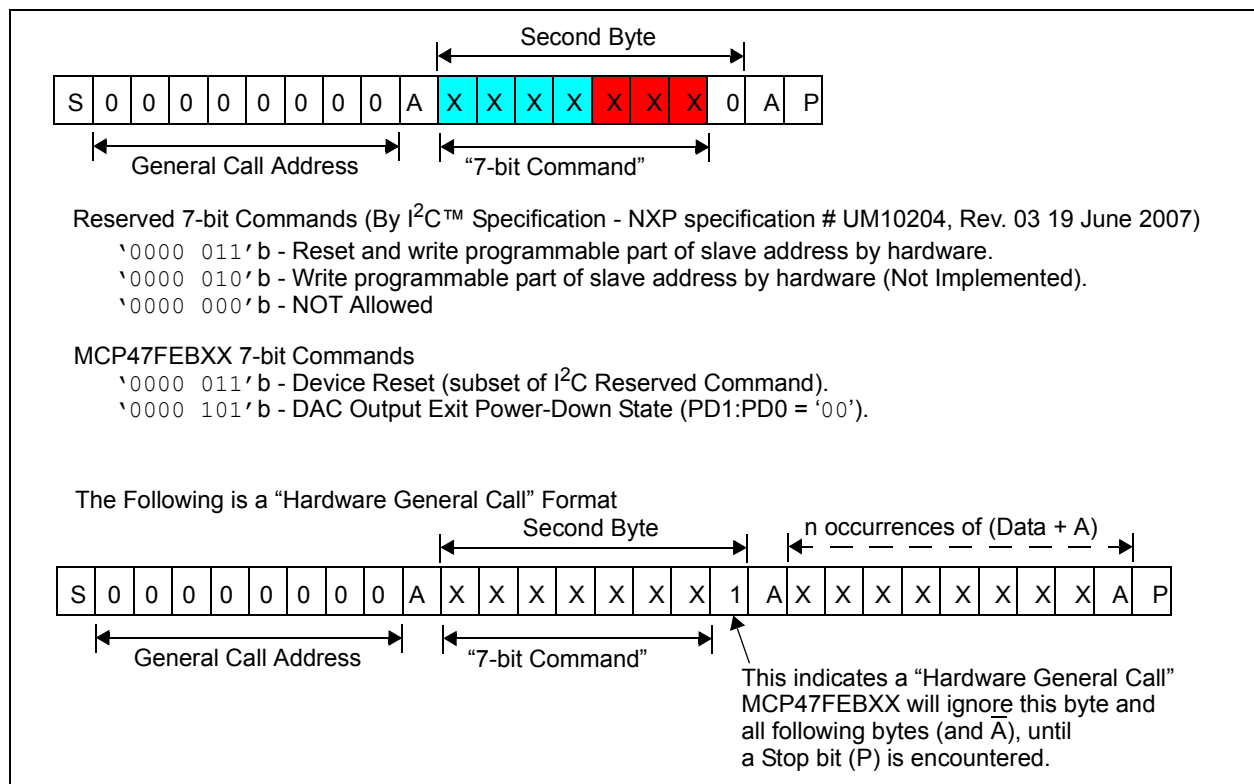 Second Byte
S 0 0 0 0 0 0 0 0 A X X X X X X X 0 A P
General Call Address “7-bit Command”
Reserved 7-bit Commands (By I²C™ Specification - NXP specification # UM10204, Rev. 03 19 June 2007)
‘0000 011’b - Reset and write programmable part of slave address by hardware.
‘0000 010’b - Write programmable part of slave address by hardware (Not Implemented).
‘0000 000’b - NOT Allowed
MCP47FEBXX 7-bit Commands
‘0000 011’b - Device Reset (subset of I²C Reserved Command).
‘0000 101’b - DAC Output Exit Power-Down State (PD1:PD0 = ‘00’).
The Following is a “Hardware General Call” Format
Second Byte n occurrences of (Data + A)
S 0 0 0 0 0 0 0 0 A X X X X X X X 1 A X X X X X X X X A P
General Call Address “7-bit Command”
This indicates a “Hardware General Call”
MCP47FEBXX will ignore this byte and
all following bytes (and A̅), until
a Stop bit (P) is encountered.